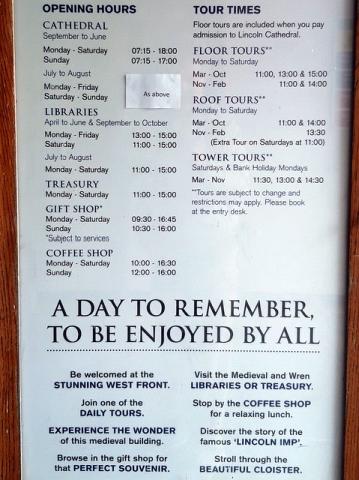 OPENING HOURS
CATHEDRAL
September to June
Monday - Saturday 07:15 - 18:00
Sunday 07:15 - 17:00
July to August
Monday - Friday
Saturday - Sunday
As above
LIBRARIES
April to June & September to October
Monday - Friday 13:00 - 15:00
Saturday 11:00 - 15:00
July to August
Monday - Saturday 11:00 - 15:00
TREASURY
Monday - Saturday 11:00 - 15:00
GIFT SHOP*
Monday - Saturday 09:30 - 16:45
Sunday 10:30 - 16:00
*Subject to services
COFFEE SHOP
Monday - Saturday 10:00 - 16:30
Sunday 12:00 - 16:00
TOUR TIMES
Floor tours are included when you pay
admission to Lincoln Cathedral.
FLOOR TOURS**
Monday to Saturday
Mar - Oct 11:00, 13:00 & 15:00
Nov - Feb 11:00 & 14:00
ROOF TOURS**
Monday to Saturday
Mar - Oct 11:00 & 14:00
Nov - Feb 13:30
(Extra Tour on Saturdays at 11:00)
TOWER TOURS**
Saturdays & Bank Holiday Mondays
Mar - Nov 11:30, 13:00 & 14:30
**Tours are subject to change and
restrictions may apply. Please book
at the entry desk.
A DAY TO REMEMBER,
TO BE ENJOYED BY ALL
Be welcomed at the
STUNNING WEST FRONT.
Join one of the
DAILY TOURS.
EXPERIENCE THE WONDER
of this medieval building.
Browse in the gift shop for
that PERFECT SOUVENIR.
Visit the Medieval and Wren
LIBRARIES OR TREASURY.
Stop by the COFFEE SHOP
for a relaxing lunch.
Discover the story of the
famous 'LINCOLN IMP'.
Stroll through the
BEAUTIFUL CLOISTER.